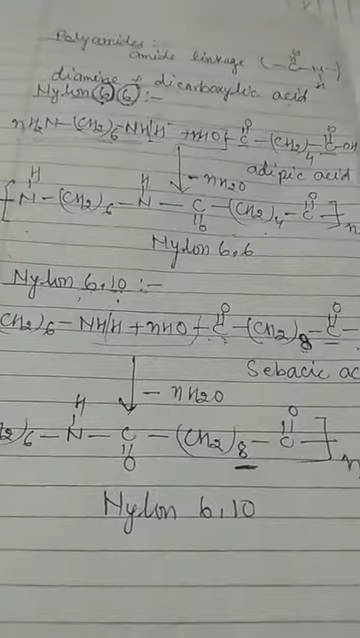 Polyamides :
amide linkage (-C-N-)
O
H
diamine + dicarboxylic acid
Nylon 6 6 :-
nH2N-(CH2)6-NH|H + nHO+C-(CH2)4-C-OH
O O
adipic acid
-nH2O
H H O
[N-(CH2)6-N-C-(CH2)4-C]n
O
Nylon 6,6
Nylon 6,10 :-
O O
CH2)6-NH|H + nHO+C-(CH2)8-C-
Sebacic ac
-nH2O
H O
2)6-N-C-(CH2)8-C]n
O
Nylon 6,10